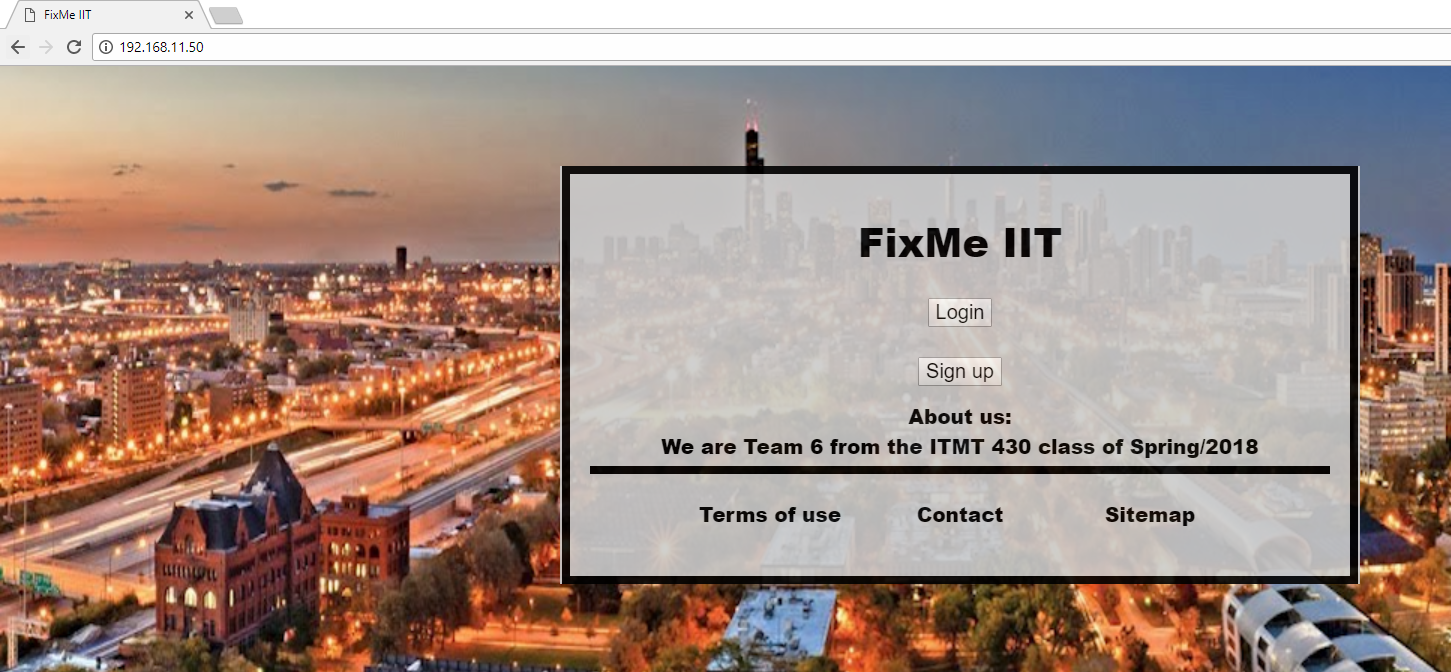 FixMe IIT
192.168.11.50
FixMe IIT
Login
Sign up
About us:
We are Team 6 from the ITMT 430 class of Spring/2018
Terms of use Contact Sitemap